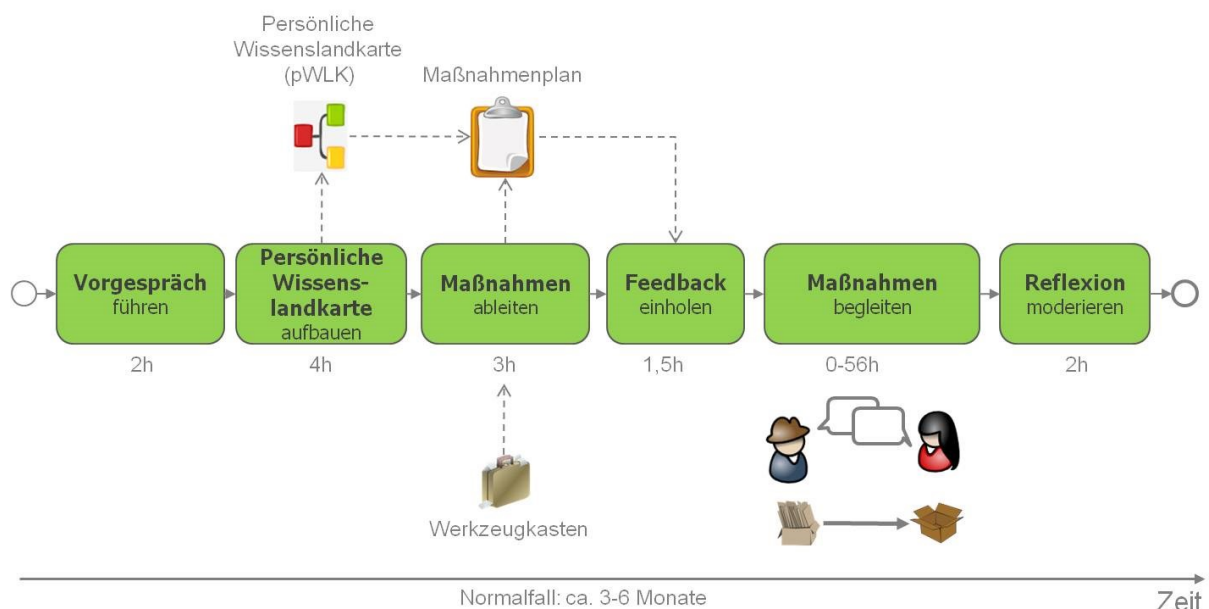 Persönliche
Wissenslandkarte
(pWLK)
Maßnahmenplan
Vorgespräch
führen
Persönliche
Wissens-
landkarte
aufbauen
Maßnahmen
ableiten
Feedback
einholen
Maßnahmen
begleiten
Reflexion
moderieren
2h
4h
3h
1,5h
0-56h
2h
Werkzeugkasten
Normalfall: ca. 3-6 Monate
Zeit